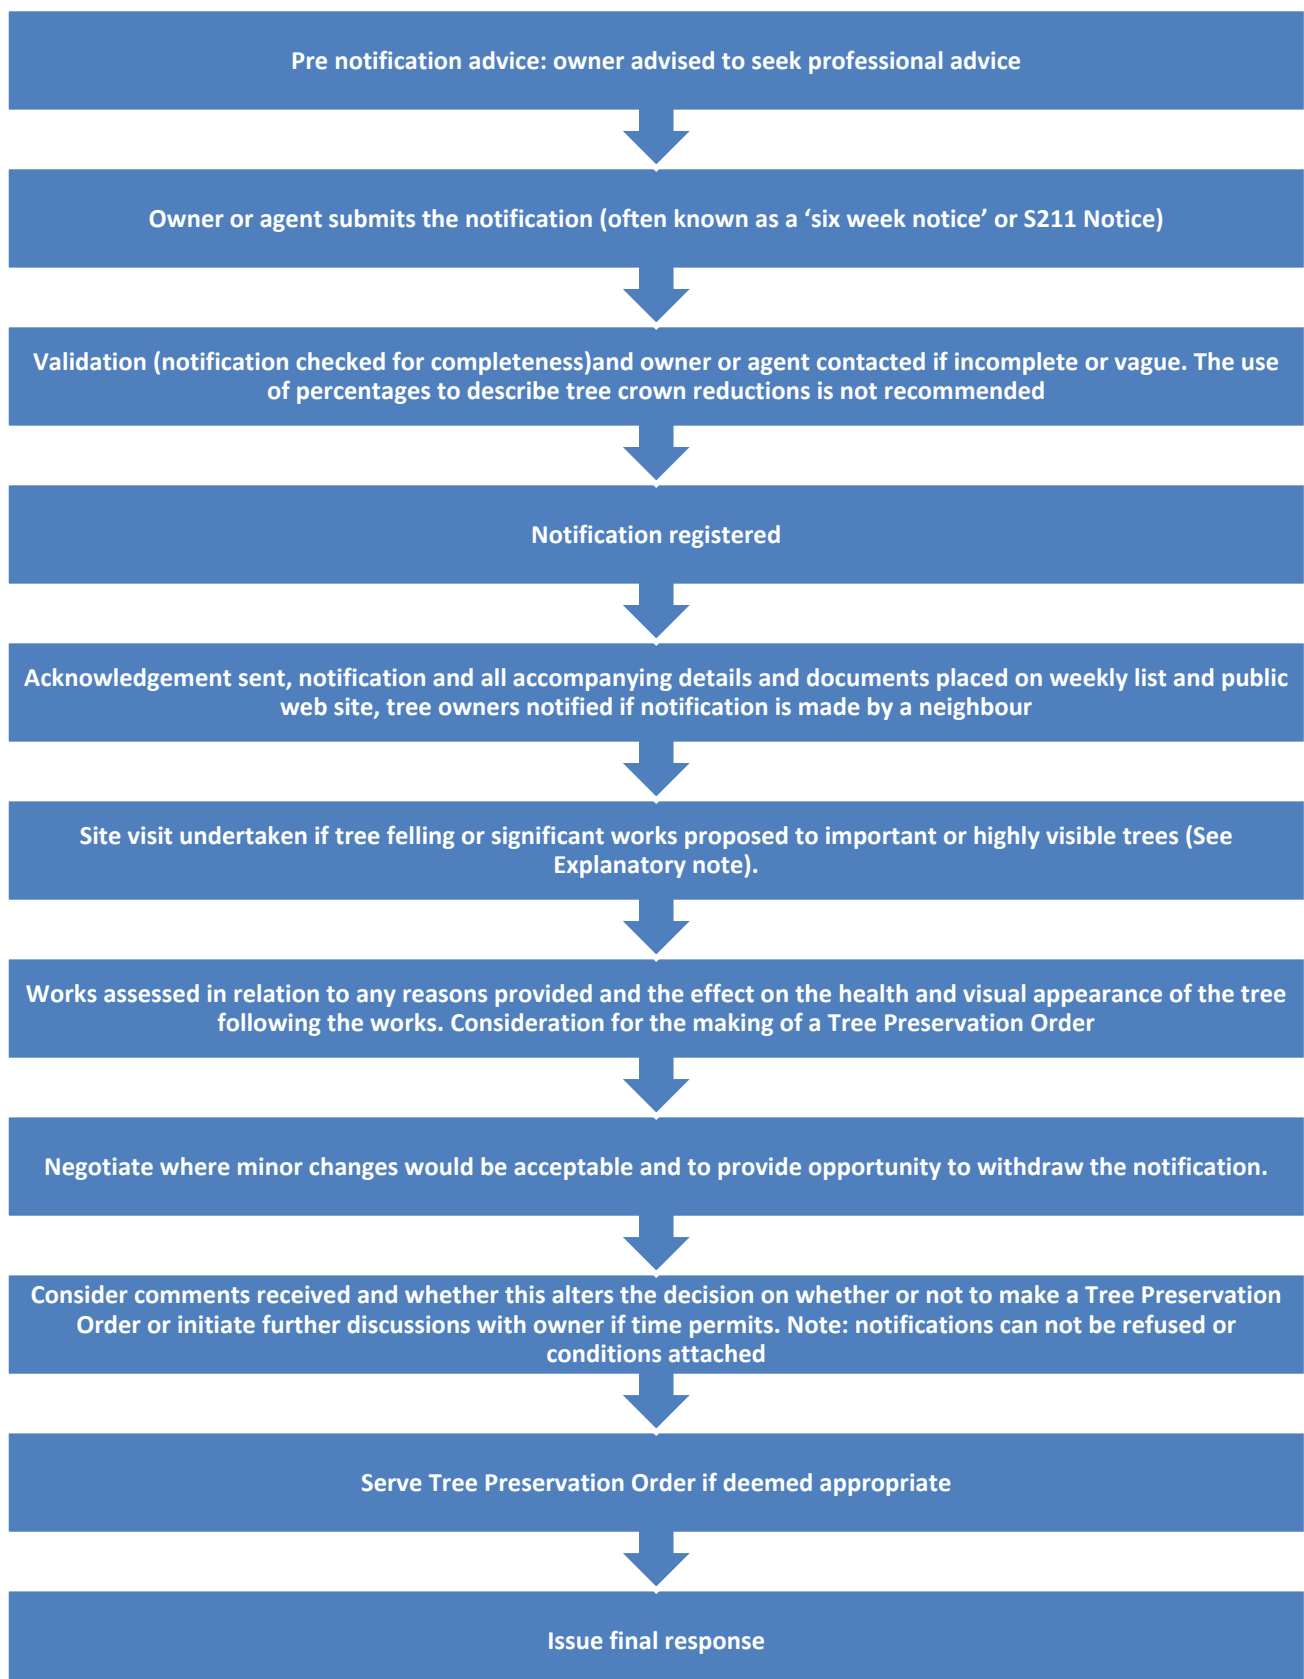 Pre notification advice: owner advised to seek professional advice
Owner or agent submits the notification (often known as a ‘six week notice’ or S211 Notice)
Validation (notification checked for completeness)and owner or agent contacted if incomplete or vague. The use
of percentages to describe tree crown reductions is not recommended
Notification registered
Acknowledgement sent, notification and all accompanying details and documents placed on weekly list and public
web site, tree owners notified if notification is made by a neighbour
Site visit undertaken if tree felling or significant works proposed to important or highly visible trees (See
Explanatory note).
Works assessed in relation to any reasons provided and the effect on the health and visual appearance of the tree
following the works. Consideration for the making of a Tree Preservation Order
Negotiate where minor changes would be acceptable and to provide opportunity to withdraw the notification.
Consider comments received and whether this alters the decision on whether or not to make a Tree Preservation
Order or initiate further discussions with owner if time permits. Note: notifications can not be refused or
conditions attached
Serve Tree Preservation Order if deemed appropriate
Issue final response